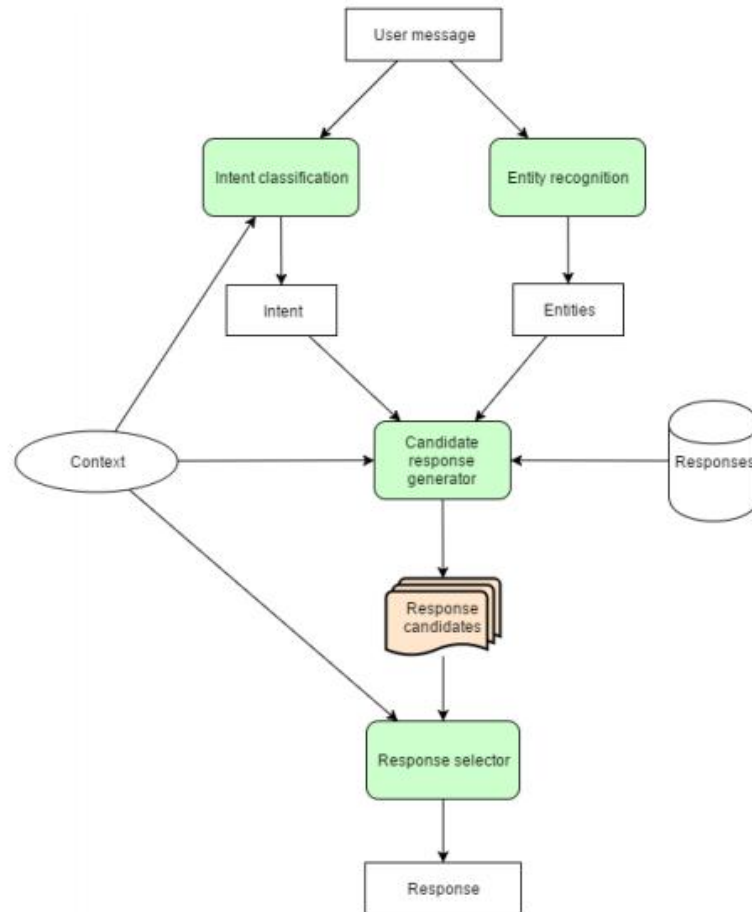 User message
Intent classification
Entity recognition
Intent
Entities
Context
Candidate
response
generator
Responses
Response
candidates
Response selector
Response